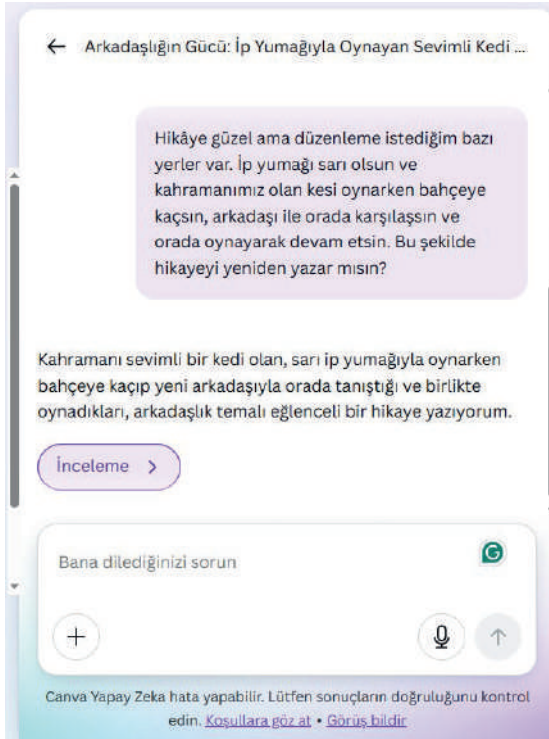 ← Arkadaşlığın Gücü: İp Yumağıyla Oynayan Sevimli Kedi ...
Hikâye güzel ama düzenleme istediğim bazı
yerler var. İp yumağı sarı olsun ve
kahramanımız olan kesi oynarken bahçeye
kaçsın, arkadaşı ile orada karşılaşsın ve
orada oynayarak devam etsin. Bu şekilde
hikayeyi yeniden yazar mısın?
Kahramanı sevimli bir kedi olan, sarı ip yumağıyla oynarken
bahçeye kaçıp yeni arkadaşıyla orada tanıştığı ve birlikte
oynadıkları, arkadaşlık temalı eğlenceli bir hikaye yazıyorum.
İnceleme >
Bana dilediğinizi sorun
Canva Yapay Zeka hata yapabilir. Lütfen sonuçların doğruluğunu kontrol
edin. Koşullara göz at • Görüş bildir